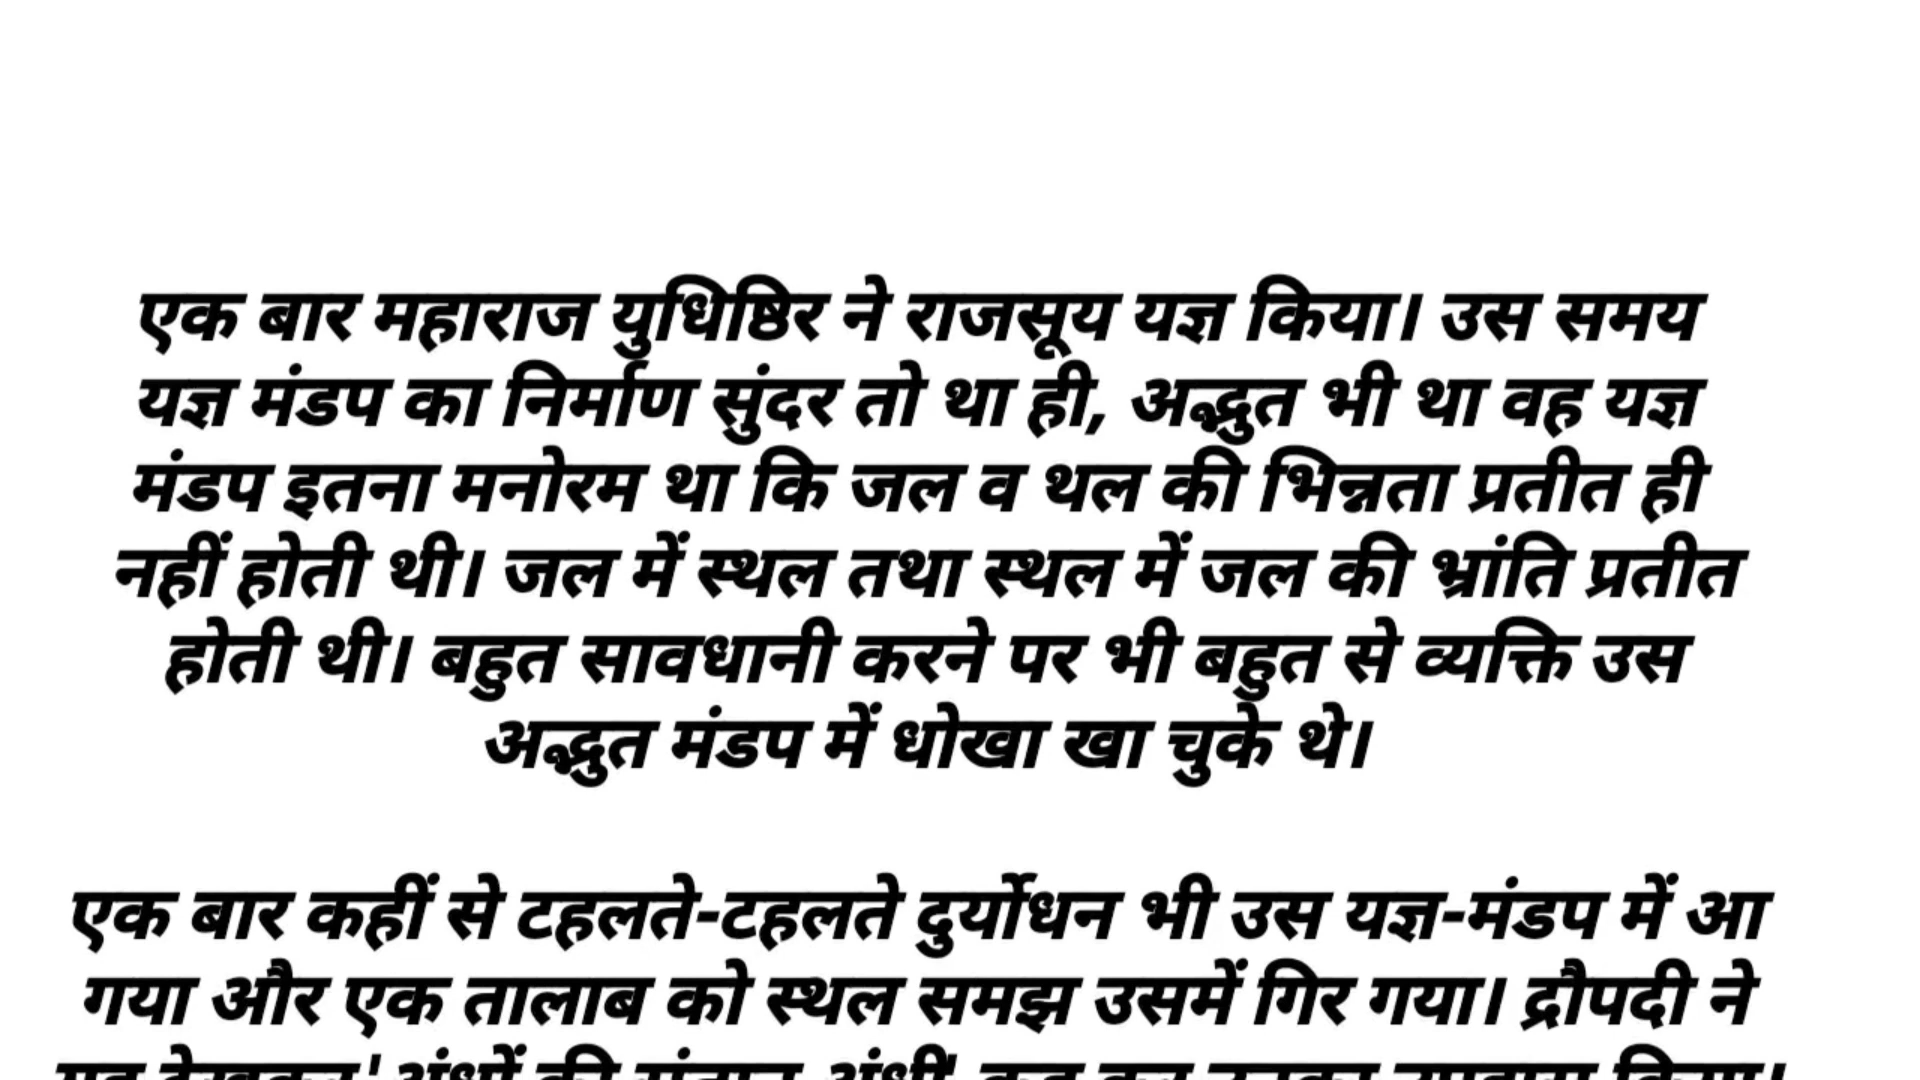 एक बार महाराज युधिष्ठिर ने राजसूय यज्ञ किया। उस समय
यज्ञ मंडप का निर्माण सुंदर तो था ही, अद्भुत भी था वह यज्ञ
मंडप इतना मनोरम था कि जल व थल की भिन्नता प्रतीत ही
नहीं होती थी। जल में स्थल तथा स्थल में जल की भ्रांति प्रतीत
होती थी। बहुत सावधानी करने पर भी बहुत से व्यक्ति उस
अद्भुत मंडप में धोखा खा चुके थे।
एक बार कहीं से टहलते-टहलते दुर्योधन भी उस यज्ञ-मंडप में आ
गया और एक तालाब को स्थल समझ उसमें गिर गया। द्रौपदी ने